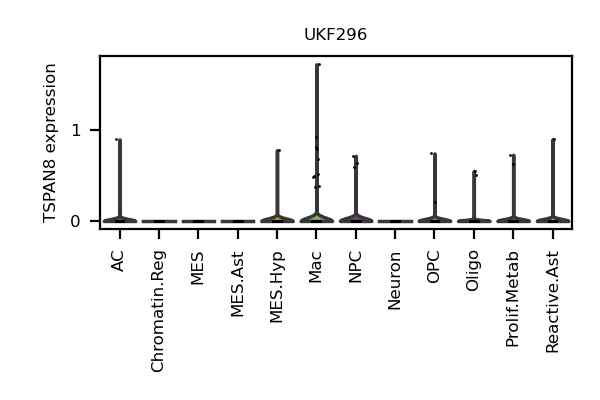 UKF296
TSPAN8 expression
1
0
AC
Chromatin.Reg
MES
MES.Ast
MES.Hyp
Mac
NPC
Neuron
OPC
Oligo
Prolif.Metab
Reactive.Ast